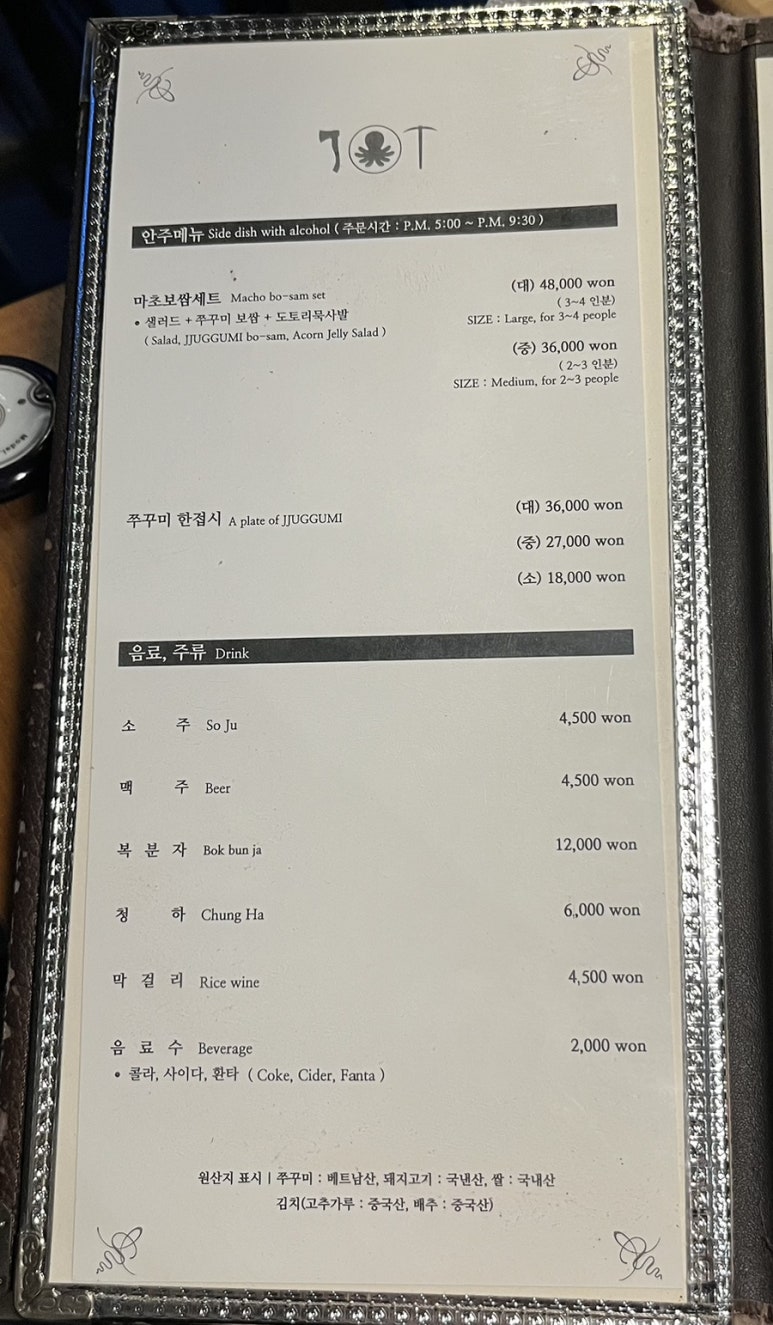 안주메뉴 Side dish with alcohol ( 주문시간 : P.M. 5:00 ~ P.M. 9:30 )
마초보쌈세트 Macho bo-sam set (대) 48,000 won
( 3~4 인분)
• 샐러드 + 쭈꾸미 보쌈 + 도토리묵사발 SIZE : Large, for 3~4 people
( Salad, JJUGGUMI bo-sam, Acorn Jelly Salad ) (중) 36,000 won
( 2~3 인분)
SIZE : Medium, for 2~3 people
쭈꾸미 한접시 A plate of JJUGGUMI (대) 36,000 won
(중) 27,000 won
(소) 18,000 won
음료, 주류 Drink
소 주 So Ju 4,500 won
맥 주 Beer 4,500 won
복 분 자 Bok bun ja 12,000 won
청 하 Chung Ha 6,000 won
막 걸 리 Rice wine 4,500 won
음 료 수 Beverage 2,000 won
• 콜라, 사이다, 환타 ( Coke, Cider, Fanta )
원산지 표시 | 쭈꾸미 : 베트남산, 돼지고기 : 국낸산, 쌀 : 국내산
김치(고추가루 : 중국산, 배추 : 중국산)